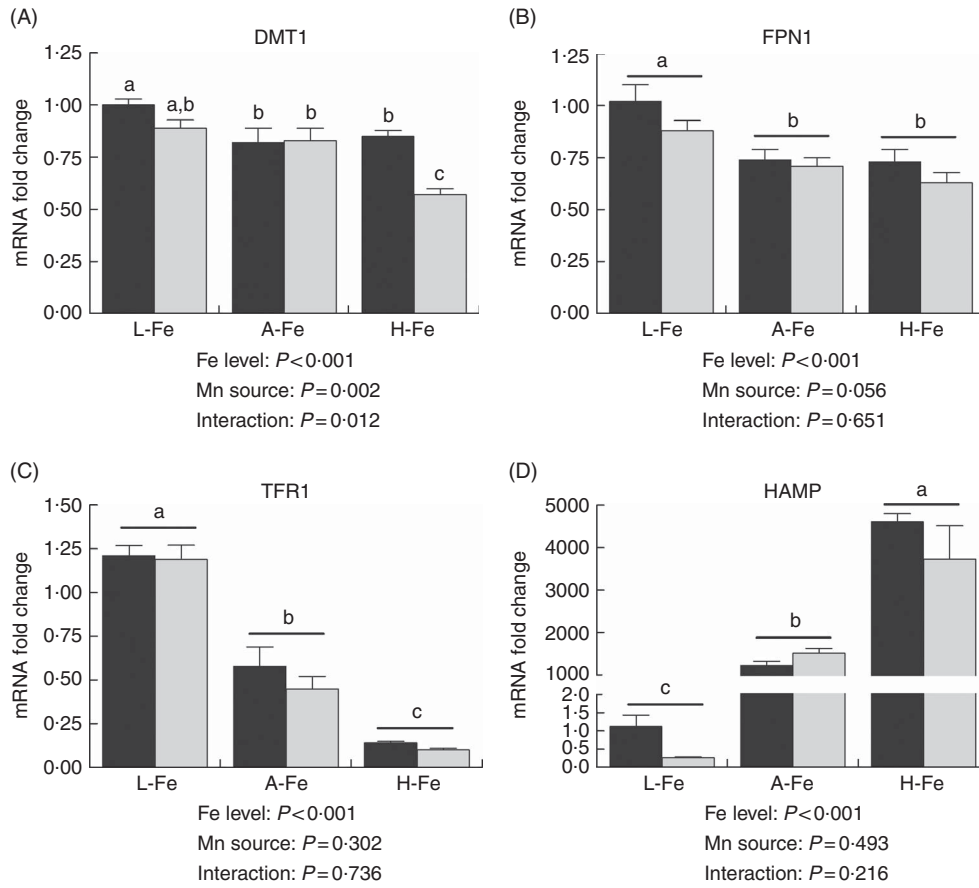 (A)
DMT1
mRNA fold change
1·25
1·00
0·75
0·50
0·25
0·00
a
a,b
b
b
b
c
L-Fe
A-Fe
H-Fe
Fe level: P<0·001
Mn source: P=0·002
Interaction: P=0·012
(B)
FPN1
mRNA fold change
1·25
1·00
0·75
0·50
0·25
0·00
a
b
b
L-Fe
A-Fe
H-Fe
Fe level: P<0·001
Mn source: P=0·056
Interaction: P=0·651
(C)
TFR1
mRNA fold change
1·50
1·25
1·00
0·75
0·50
0·25
0·00
a
b
c
L-Fe
A-Fe
H-Fe
Fe level: P<0·001
Mn source: P=0·302
Interaction: P=0·736
(D)
HAMP
mRNA fold change
5000
4000
3000
2000
1000
2·0
1·5
1·0
0·5
0·0
c
b
a
L-Fe
A-Fe
H-Fe
Fe level: P<0·001
Mn source: P=0·493
Interaction: P=0·216